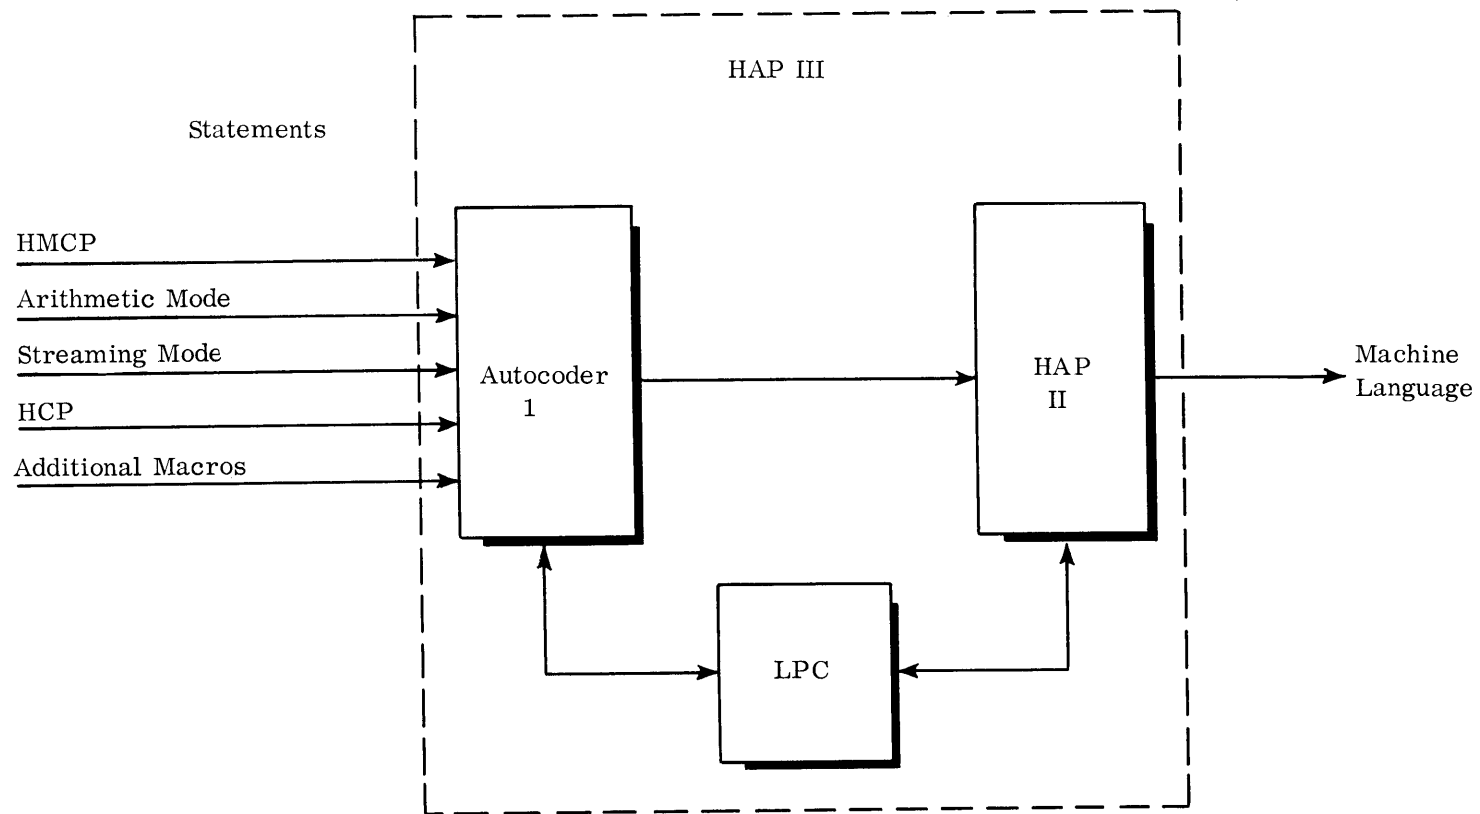 HAP III
Statements
HMCP
Arithmetic Mode
Streaming Mode
HCP
Additional Macros
Autocoder
1
HAP
II
Machine
Language
LPC